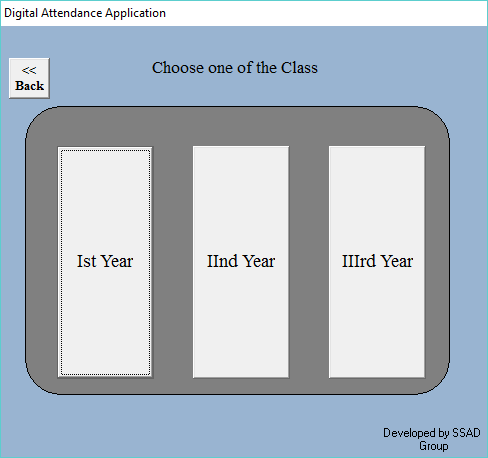 Digital Attendance Application
Choose one of the Class
<<
Back
Ist Year
IInd Year
IIIrd Year
Developed by SSAD
Group